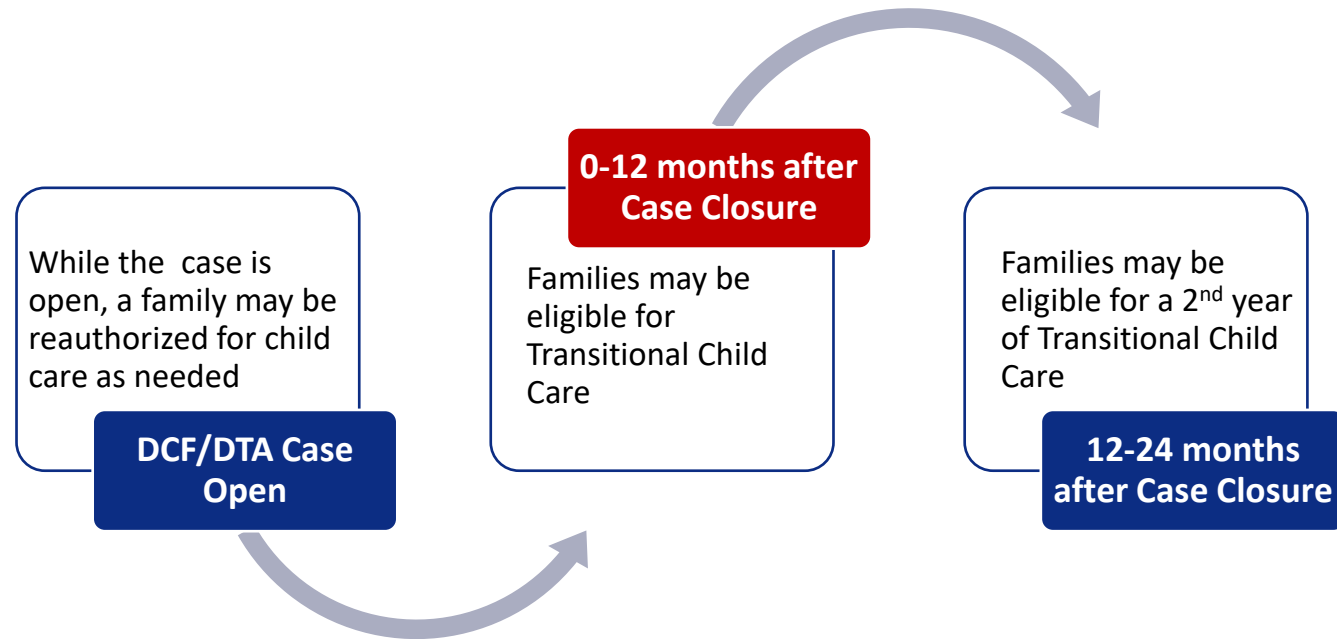 While the  case is
open, a family may be
reauthorized for child
care as needed
DCF/DTA Case
Open
0-12 months after
Case Closure
Families may be
eligible for
Transitional Child
Care
Families may be
eligible for a 2nd year
of Transitional Child
Care
12-24 months
after Case Closure